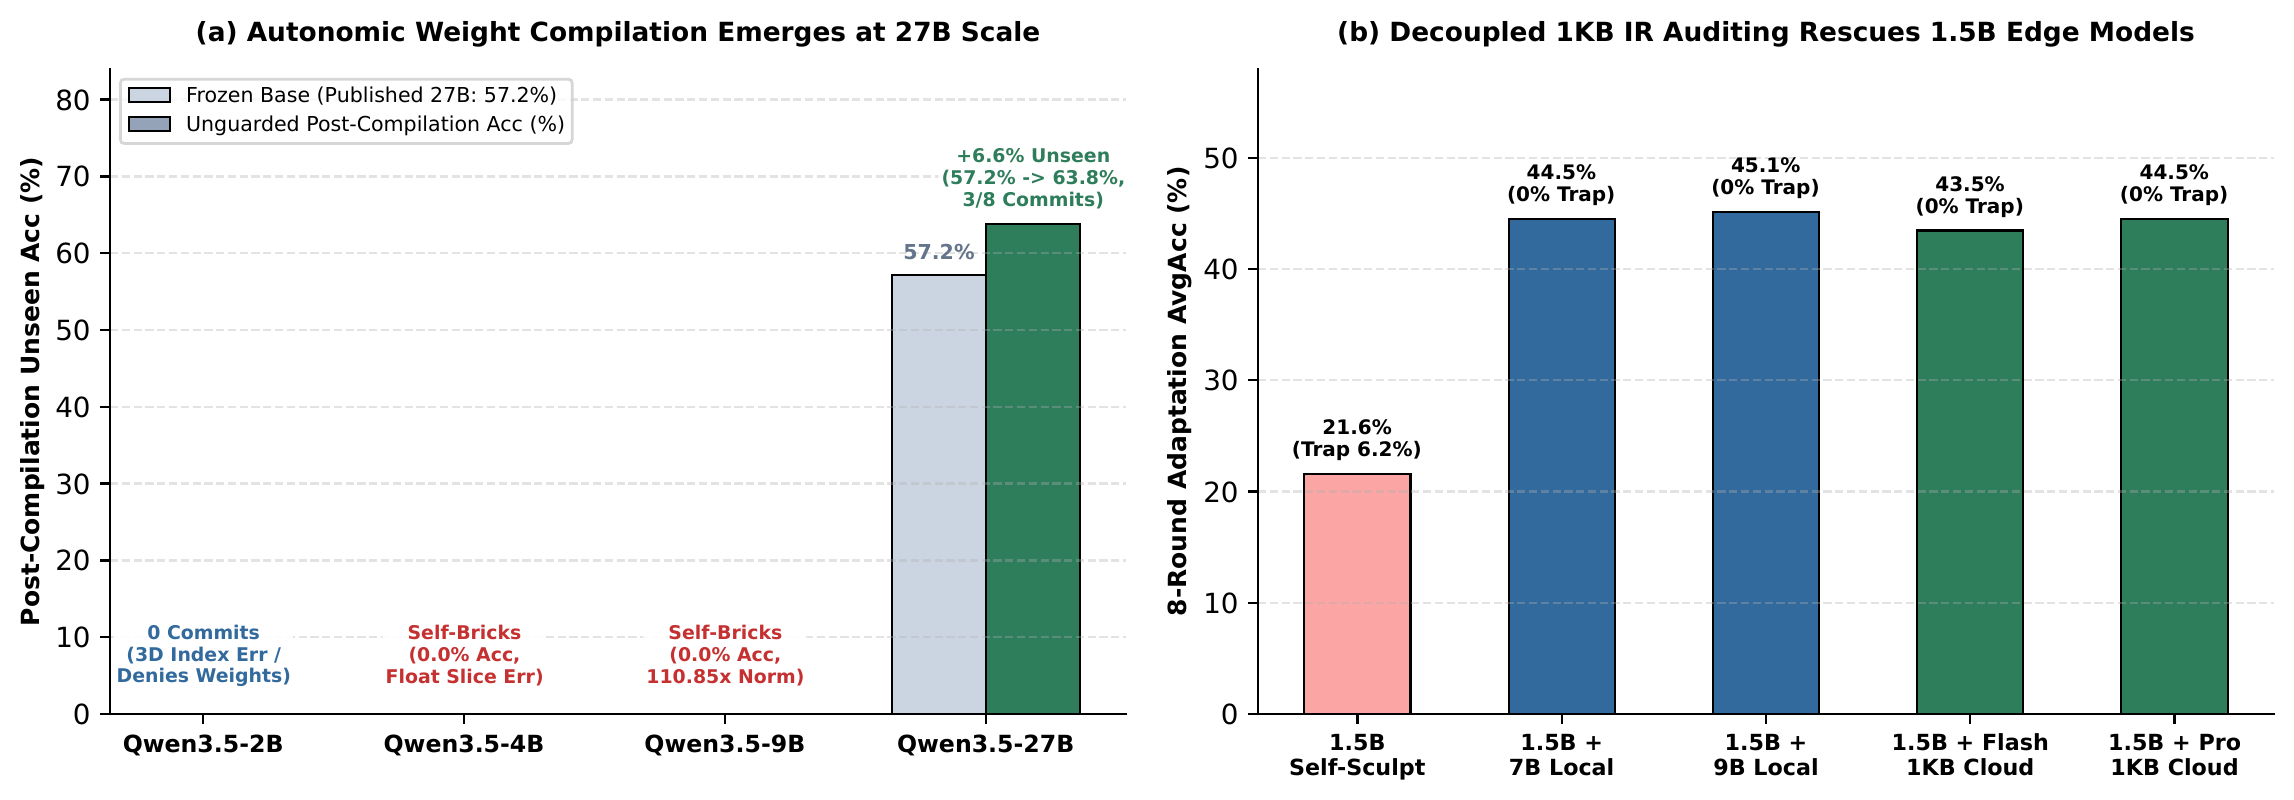 (a) Autonomic Weight Compilation Emerges at 27B Scale
Post-Compilation Unseen Acc (%)
80
70
60
50
40
30
20
10
0
Frozen Base (Published 27B: 57.2%)
Unguarded Post-Compilation Acc (%)
+6.6% Unseen
(57.2% -> 63.8%,
3/8 Commits)
57.2%
0 Commits
(3D Index Err /
Denies Weights)
Self-Bricks
(0.0% Acc,
Float Slice Err)
Self-Bricks
(0.0% Acc,
110.85x Norm)
Qwen3.5-2B
Qwen3.5-4B
Qwen3.5-9B
Qwen3.5-27B
(b) Decoupled 1KB IR Auditing Rescues 1.5B Edge Models
8-Round Adaptation AvgAcc (%)
50
40
30
20
10
0
21.6%
(Trap 6.2%)
44.5%
(0% Trap)
45.1%
(0% Trap)
43.5%
(0% Trap)
44.5%
(0% Trap)
1.5B
Self-Sculpt
1.5B +
7B Local
1.5B +
9B Local
1.5B + Flash
1KB Cloud
1.5B + Pro
1KB Cloud